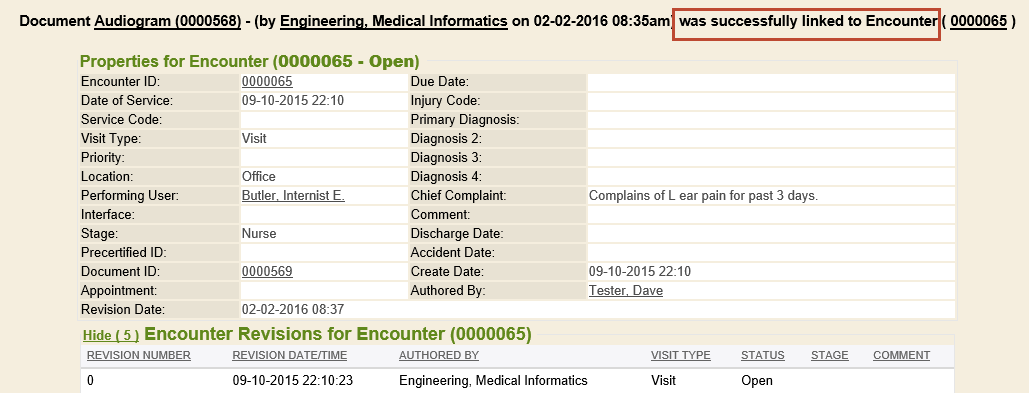 Document Audiogram (0000568) - (by Engineering, Medical Informatics on 02-02-2016 08:35am) was successfully linked to Encounter ( 0000065 )
Properties for Encounter (0000065 - Open)
Encounter ID: 0000065 Due Date:
Date of Service: 09-10-2015 22:10 Injury Code:
Service Code: Primary Diagnosis:
Visit Type: Visit Diagnosis 2:
Priority: Diagnosis 3:
Location: Office Diagnosis 4:
Performing User: Butler, Internist E. Chief Complaint: Complains of L ear pain for past 3 days.
Interface: Comment:
Stage: Nurse Discharge Date:
Precertified ID: Accident Date:
Document ID: 0000569 Create Date: 09-10-2015 22:10
Appointment: Authored By: Tester, Dave
Revision Date: 02-02-2016 08:37
Hide ( 5 ) Encounter Revisions for Encounter (0000065)
REVISION NUMBER REVISION DATE/TIME AUTHORED BY VISIT TYPE STATUS STAGE COMMENT
0 09-10-2015 22:10:23 Engineering, Medical Informatics Visit Open